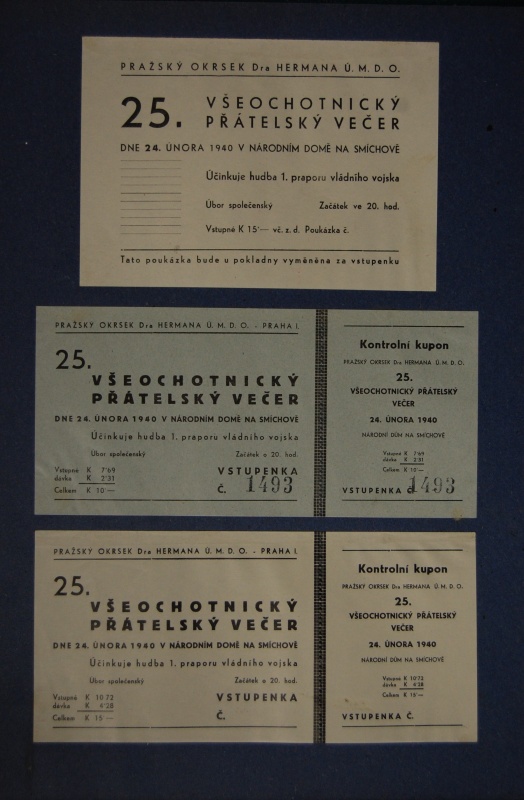 PRAŽSKÝ OKRSEK Dra HERMANA Ú. M. D. O.
25. VŠEOCHOTNICKÝ
PŘÁTELSKÝ VEČER
DNE 24. ÚNORA 1940 V NÁRODNÍM DOMĚ NA SMÍCHOVĚ
Účinkuje hudba 1. praporu vládního vojska
Úbor společenský Začátek ve 20. hod.
Vstupné K 15·— vč. z. d. Poukázka č.
Tato poukázka bude u pokladny vyměněna za vstupenku
PRAŽSKÝ OKRSEK Dra HERMANA Ú. M. D. O. - PRAHA I.
25.
VŠEOCHOTNICKÝ
PŘÁTELSKÝ VEČER
DNE 24. ÚNORA 1940 V NÁRODNÍM DOMĚ NA SMÍCHOVĚ
Účinkuje hudba 1. praporu vládního vojska
Úbor společenský Začátek o 20. hod.
Vstupné K 7·69
dávka K 2·31
Celkem K 10·—
VSTUPENKA
Č. 1493
Kontrolní kupon
PRAŽSKÝ OKRSEK Dra HERMANA Ú. M. D. O.
25.
VŠEOCHOTNICKÝ PŘÁTELSKÝ
VEČER
24. ÚNORA 1940
NÁRODNÍ DŮM NA SMÍCHOVĚ
Vstupné K 7·69
dávka K 2·31
Celkem K 10·—
VSTUPENKA Č. 1493
PRAŽSKÝ OKRSEK Dra HERMANA Ú. M. D. O. - PRAHA I.
25.
VŠEOCHOTNICKÝ
PŘÁTELSKÝ VEČER
DNE 24. ÚNORA 1940 V NÁRODNÍM DOMĚ NA SMÍCHOVĚ
Účinkuje hudba 1. praporu vládního vojska
Úbor společenský Začátek o 20. hod.
Vstupné K 10·72
dávka K 4·28
Celkem K 15·—
VSTUPENKA
Č.
Kontrolní kupon
PRAŽSKÝ OKRSEK Dra HERMANA Ú. M. D. O.
25.
VŠEOCHOTNICKÝ PŘÁTELSKÝ
VEČER
24. ÚNORA 1940
NÁRODNÍ DŮM NA SMÍCHOVĚ
Vstupné K 10·72
dávka K 4·28
Celkem K 15·—
VSTUPENKA Č.